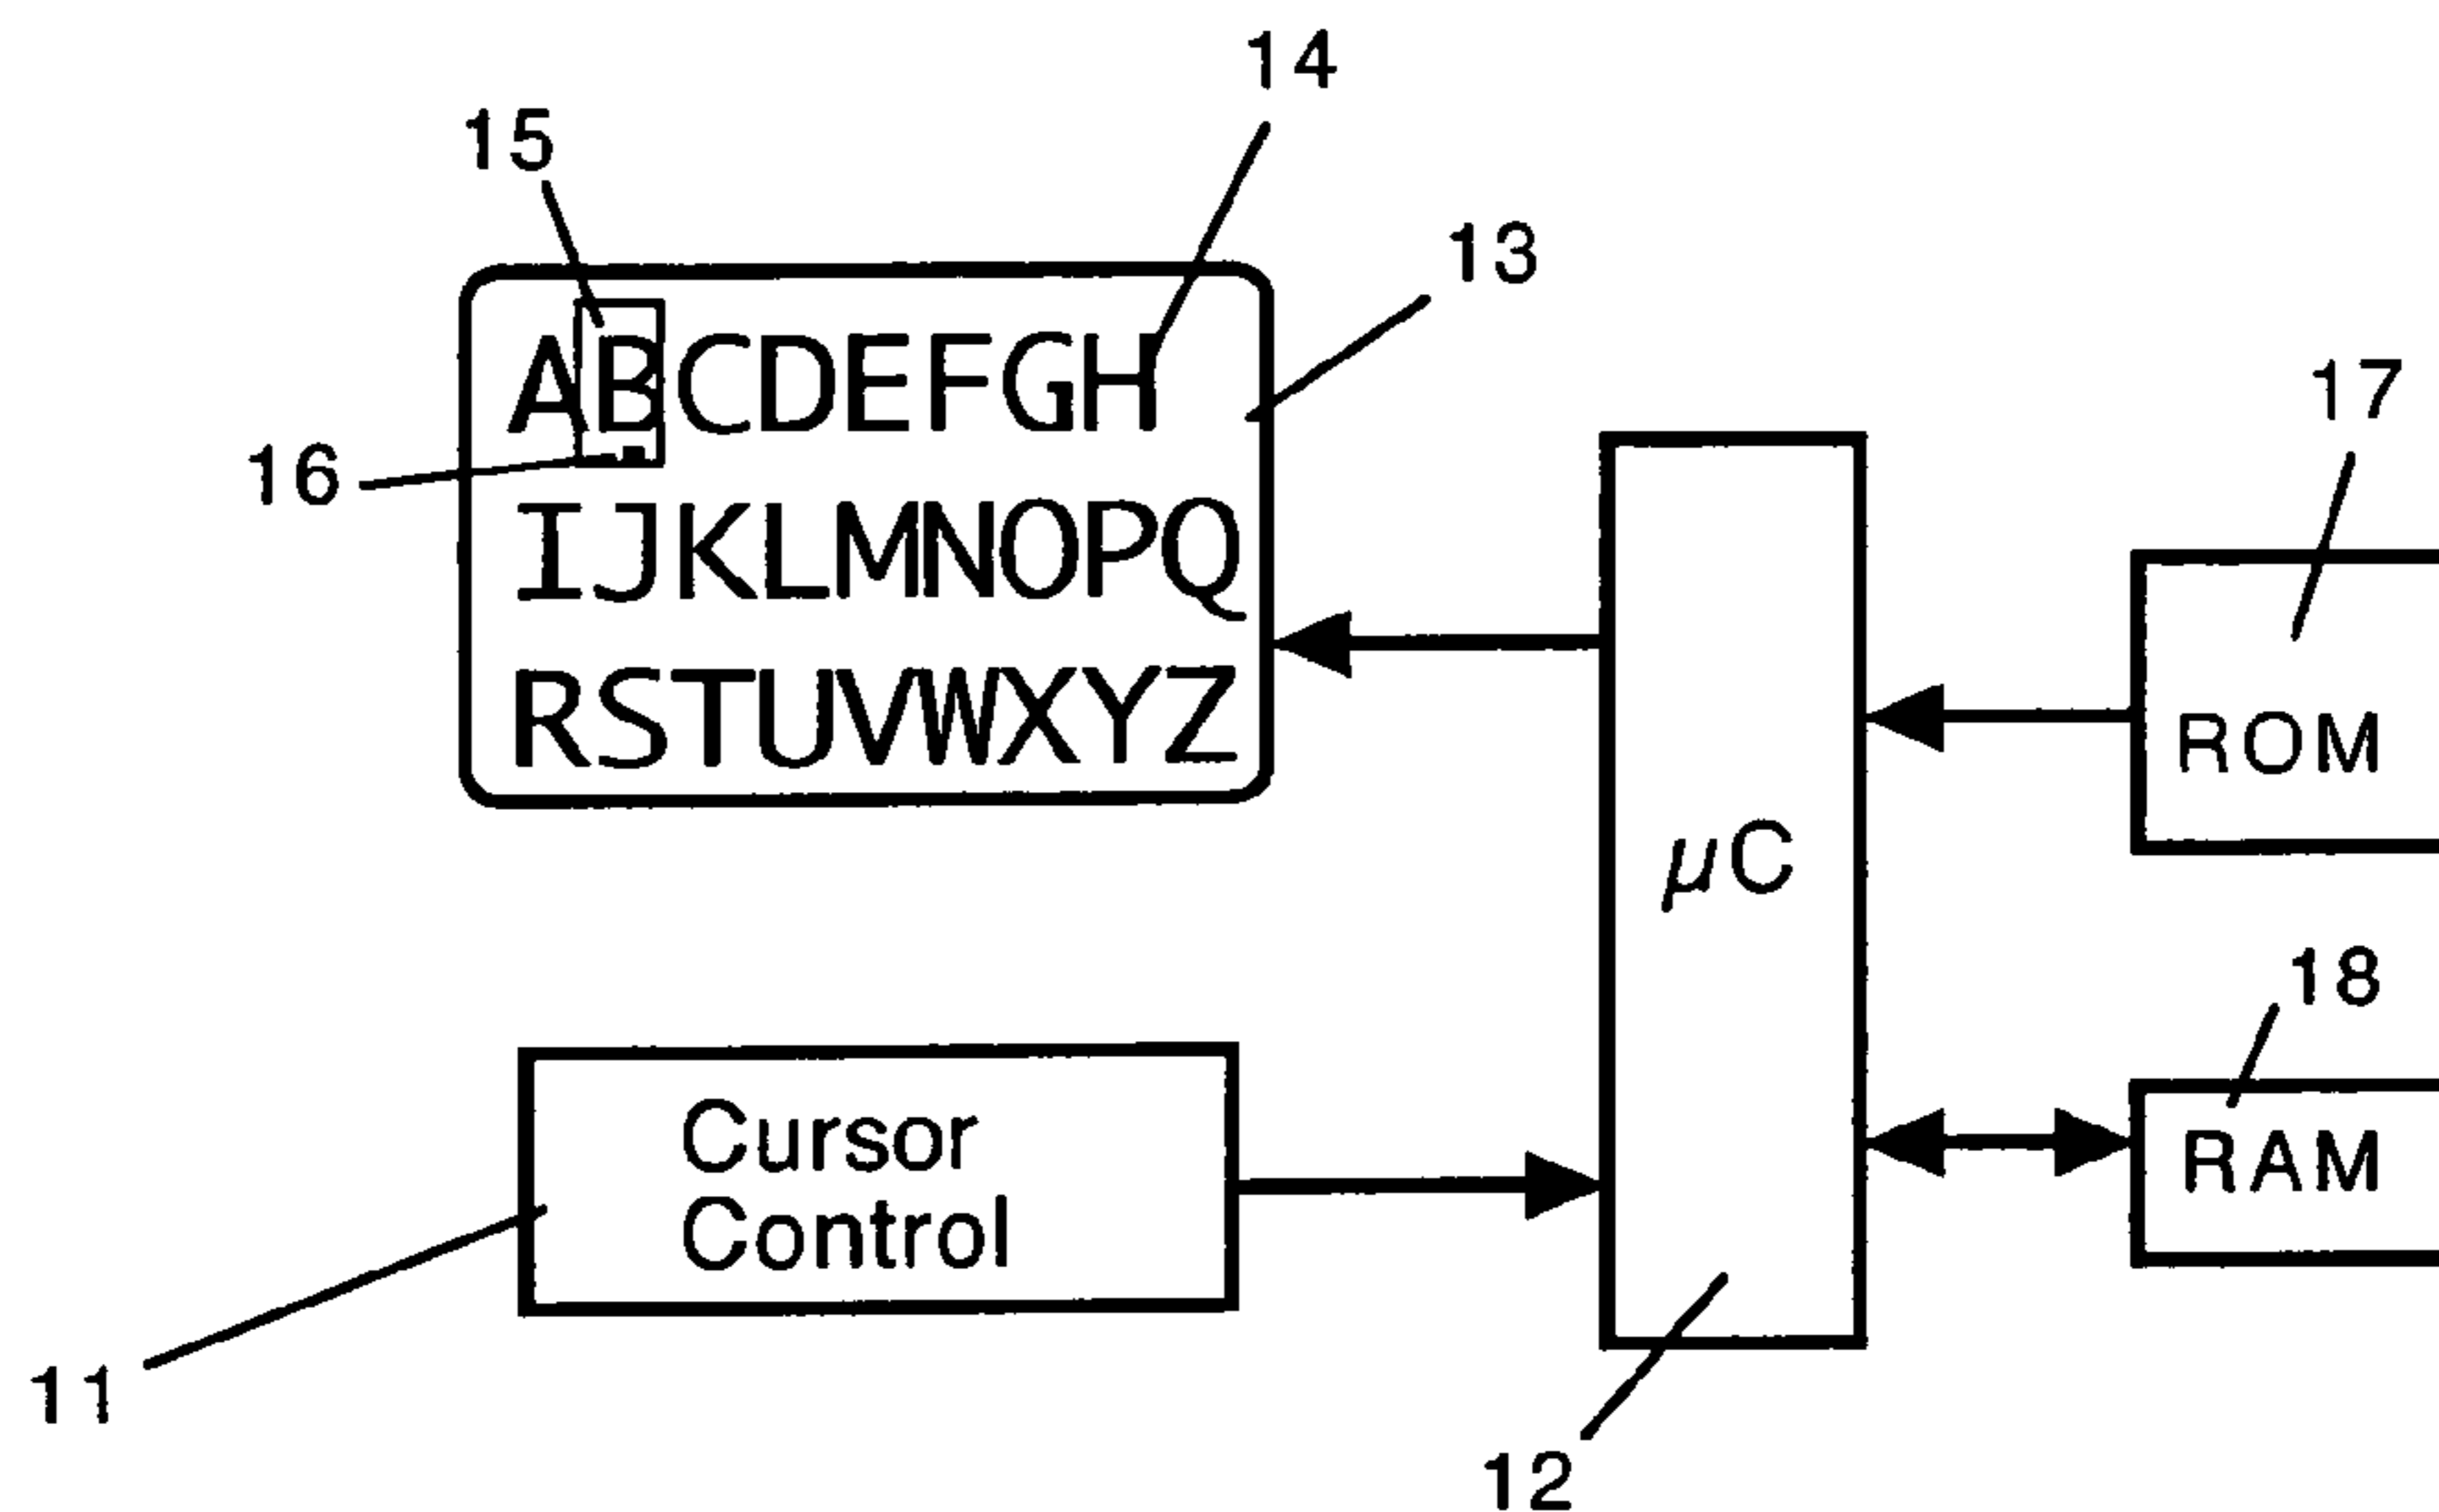 14
15
13
ABCDEFGH
17
16
IJKLMNOPQ
RSTUVWXYZ
ROM
µC
18
Cursor
Control
RAM
11
12